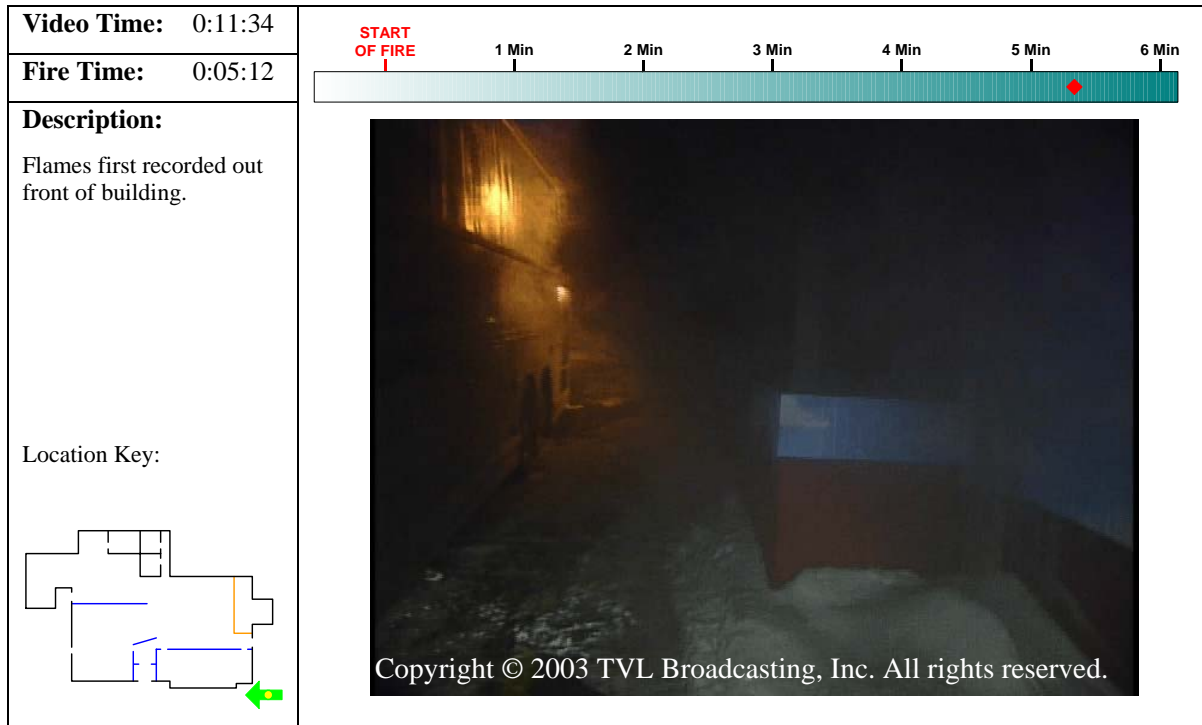 Video Time: 0:11:34
Fire Time: 0:05:12
Description:
Flames first recorded out
front of building.
Location Key:
START
OF FIRE
1 Min 2 Min 3 Min 4 Min 5 Min 6 Min
Copyright © 2003 TVL Broadcasting, Inc. All rights reserved.